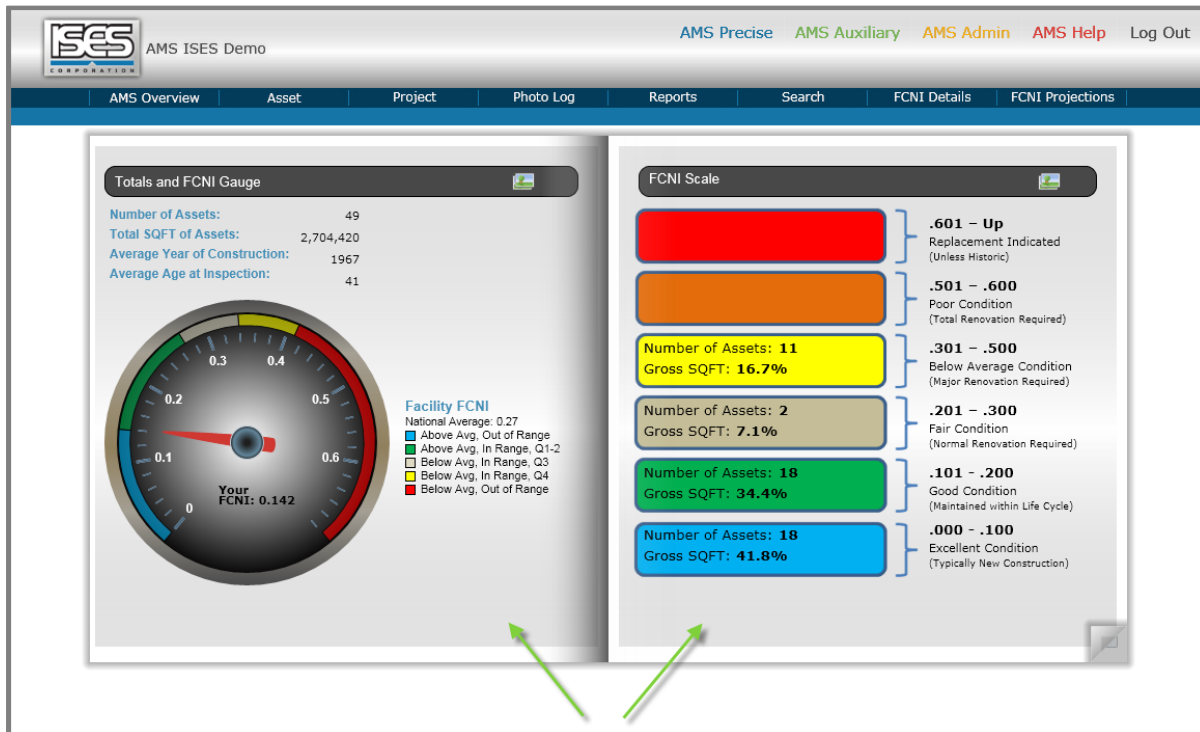 ISES
CORPORATION
AMS ISES Demo
AMS Precise AMS Auxiliary AMS Admin AMS Help Log Out
AMS Overview Asset Project Photo Log Reports Search FCNI Details FCNI Projections
Totals and FCNI Gauge
Number of Assets: 49
Total SQFT of Assets: 2,704,420
Average Year of Construction: 1967
Average Age at Inspection: 41
0 0.1 0.2 0.3 0.4 0.5 0.6
Your
FCNI: 0.142
Facility FCNI
National Average: 0.27
Above Avg, Out of Range
Above Avg, In Range, Q1-2
Below Avg, In Range, Q3
Below Avg, In Range, Q4
Below Avg, Out of Range
FCNI Scale
.601 – Up
Replacement Indicated
(Unless Historic)
.501 – .600
Poor Condition
(Total Renovation Required)
Number of Assets: 11
Gross SQFT: 16.7%
.301 – .500
Below Average Condition
(Major Renovation Required)
Number of Assets: 2
Gross SQFT: 7.1%
.201 – .300
Fair Condition
(Normal Renovation Required)
Number of Assets: 18
Gross SQFT: 34.4%
.101 - .200
Good Condition
(Maintained within Life Cycle)
Number of Assets: 18
Gross SQFT: 41.8%
.000 - .100
Excellent Condition
(Typically New Construction)